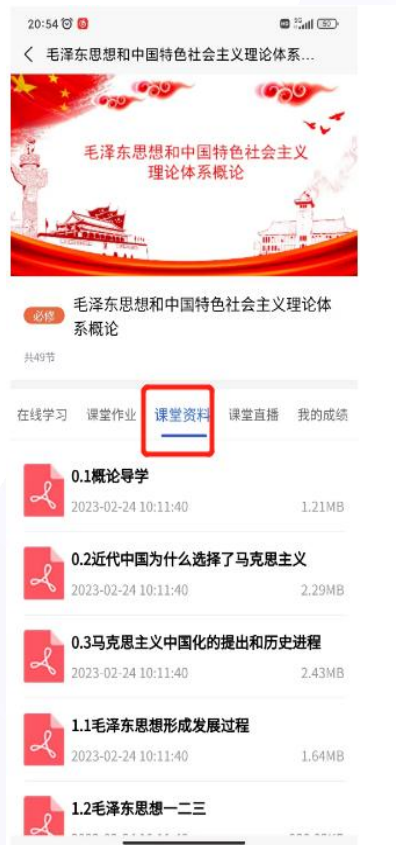 20:54
毛泽东思想和中国特色社会主义理论体系...
毛泽东思想和中国特色社会主义
理论体系概论
必修
毛泽东思想和中国特色社会主义理论体
系概论
共49节
在线学习 课堂作业 课堂资料 课堂直播 我的成绩
0.1概论导学
2023-02-24 10:11:40 1.21MB
0.2近代中国为什么选择了马克思主义
2023-02-24 10:11:40 2.29MB
0.3马克思主义中国化的提出和历史进程
2023-02-24 10:11:40 2.43MB
1.1毛泽东思想形成发展过程
2023-02-24 10:11:40 1.64MB
1.2毛泽东思想一二三